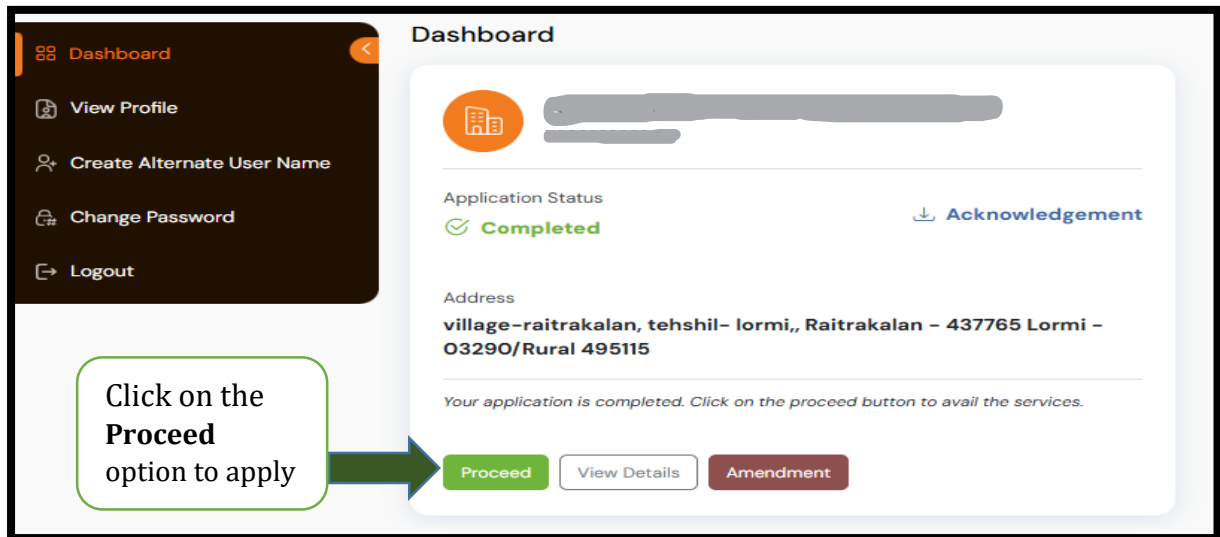 Dashboard
View Profile
Create Alternate User Name
Change Password
Logout
Dashboard
Application Status
Completed
Acknowledgement
Address
village-raitrakalan, tehshil- lormi,, Raitrakalan - 437765 Lormi -
03290/Rural 495115
Your application is completed. Click on the proceed button to avail the services.
Proceed
View Details
Amendment
Click on the
Proceed
option to apply